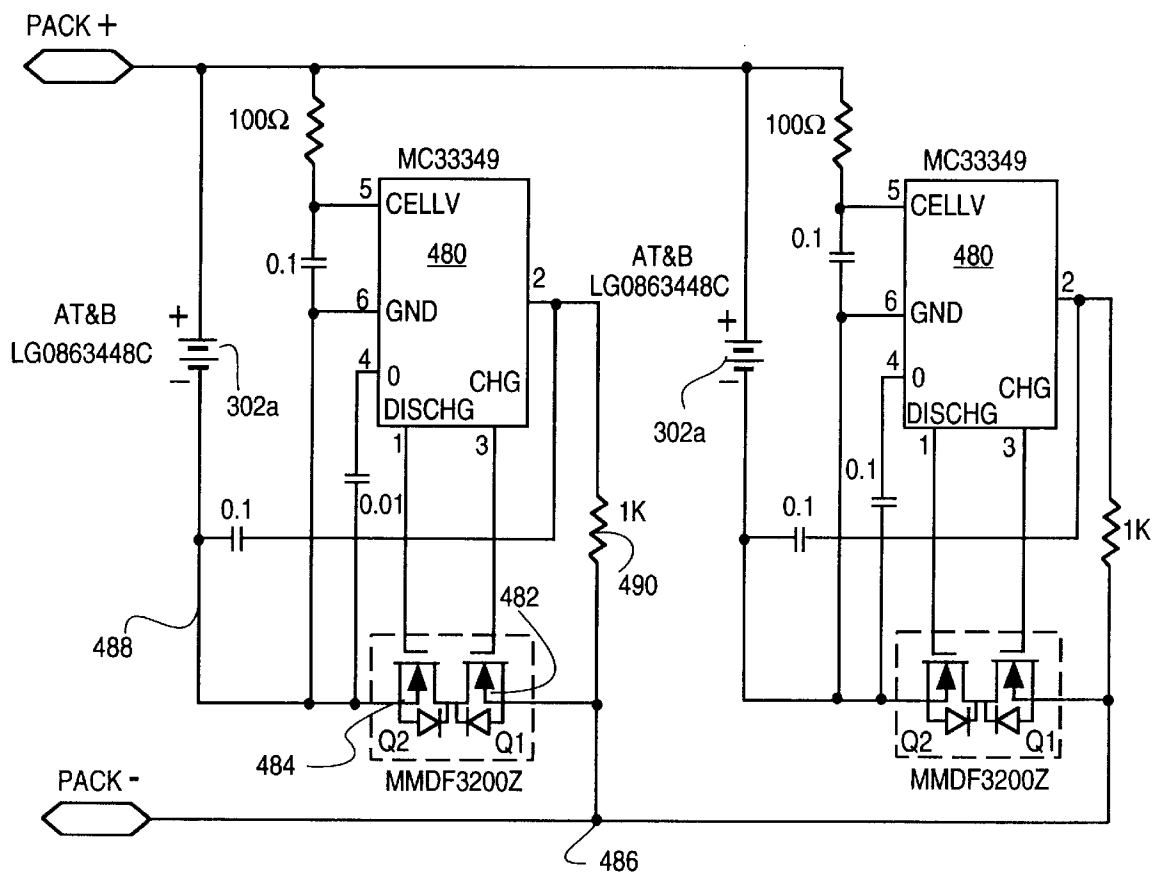 PACK +
100Ω
MC33349
5
CELLV
0.1
480
2
6
GND
AT&B
LG0863448C
+
−
302a
4
0
CHG
DISCHG
1
3
0.01
0.1
1K
490
482
488
Q2
Q1
484
MMDF3200Z
PACK -
486
100Ω
MC33349
5
CELLV
0.1
480
2
AT&B
LG0863448C
6
GND
+
−
302a
4
0
CHG
DISCHG
1
3
0.1
0.1
1K
Q2
Q1
MMDF3200Z